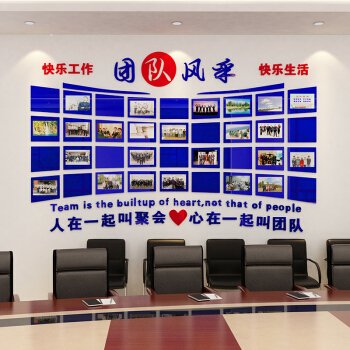 快乐工作 团队风采 快乐生活
Team is the builtup of heart,not that of people
人在一起叫聚会❤心在一起叫团队